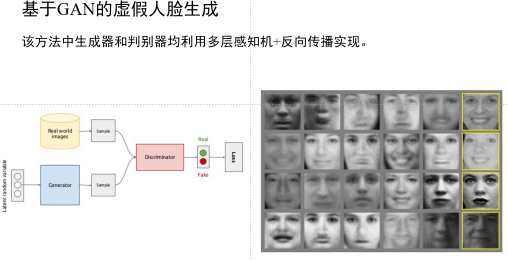 基于GAN的虚假人脸生成
该方法中生成器和判别器均利用多层感知机+反向传播实现。
Real world
images
Sample
Real
Latent random variable
Discriminator
Loss
Generator
Sample
Fake